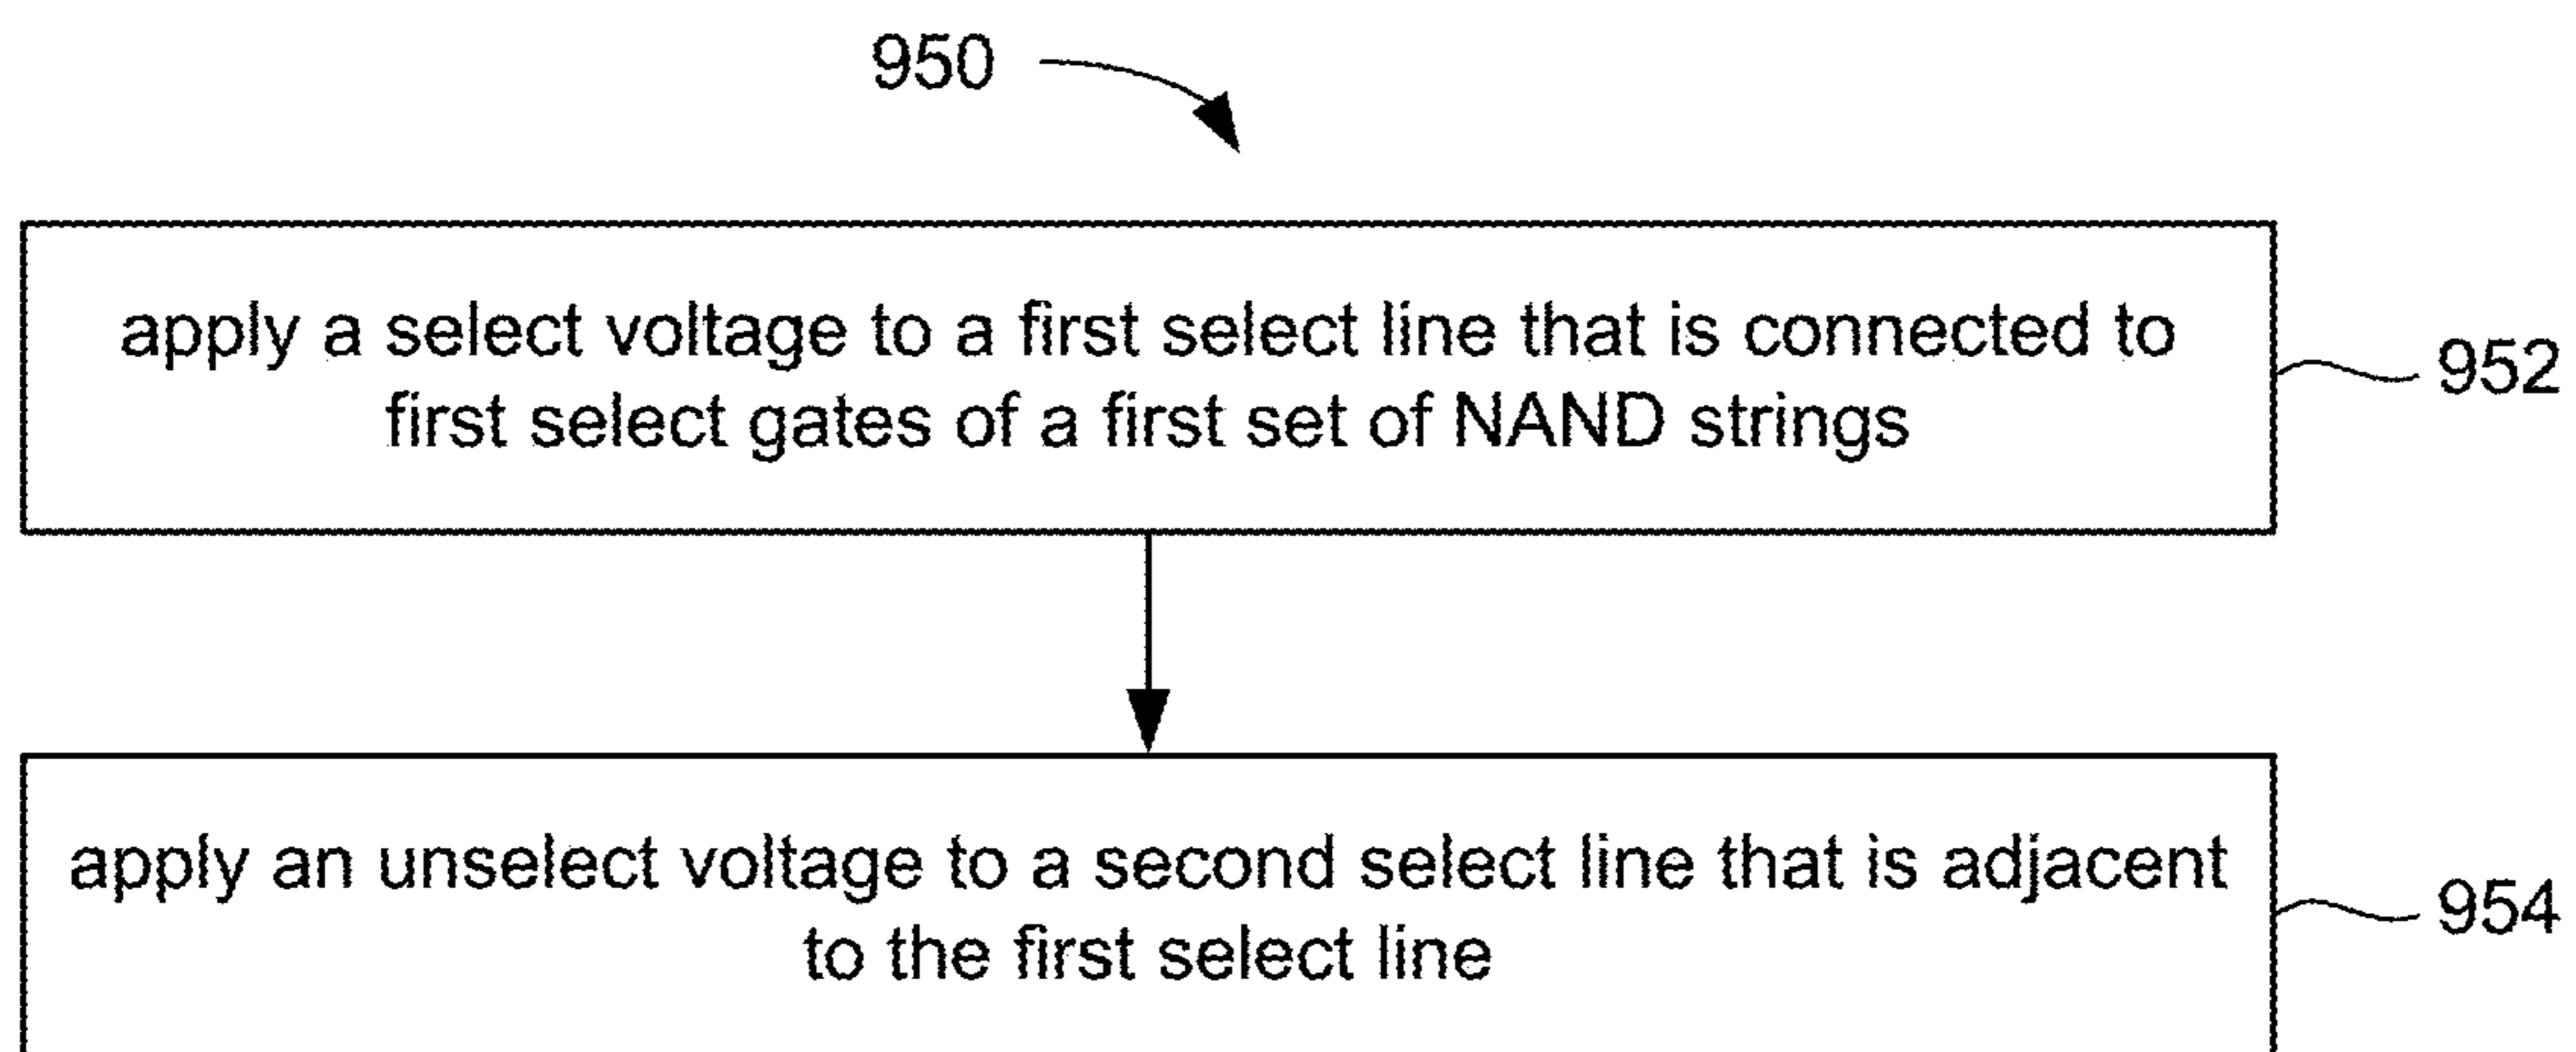 950
apply a select voltage to a first select line that is connected to
first select gates of a first set of NAND strings
952
apply an unselect voltage to a second select line that is adjacent
to the first select line
954